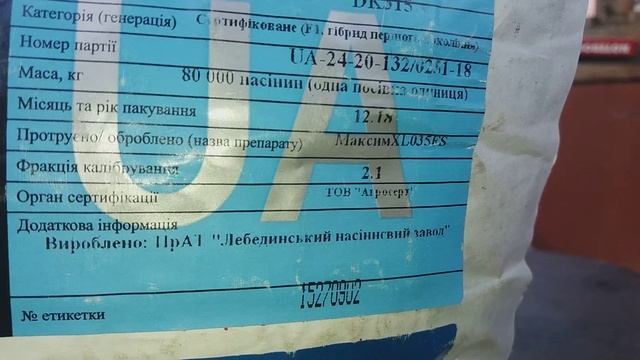 DK315
Категорія (генерація) Сертифіковане (F1, гібрид першого покоління)
Номер партії UA-24-20-132/0251-18
Маса, кг 80 000 насінин (одна посівна одиниця)
Місяць та рік пакування 12.18
Протруєно/ оброблено (назва препарату) МаксимXL035FS
Фракція калібрування 2.1
Орган сертифікації ТОВ "Агросерт"
Додаткова інформація
Вироблено: ПрАТ "Лебединський насіннєвий завод"
№ етикетки 15270902
UA